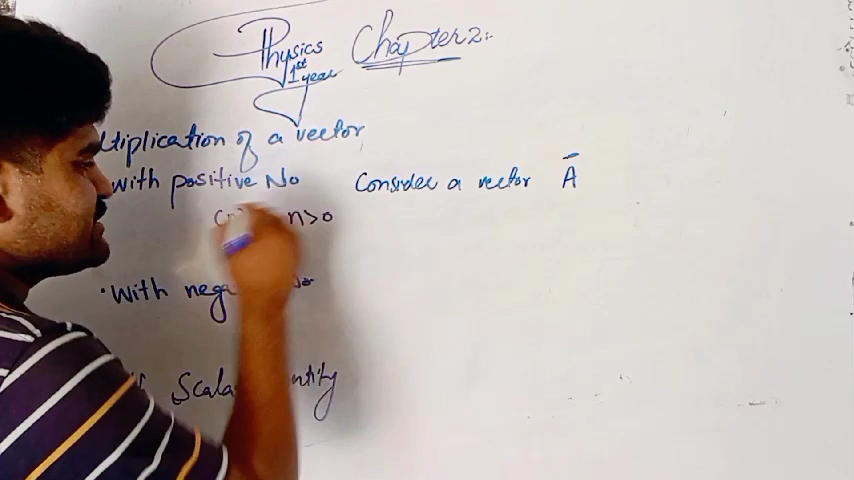 Physics Chapter 2:-
1st year
ltiplication of a vector
with positive No Consider a vector A̅
n>0
• With neg
Scala ntity